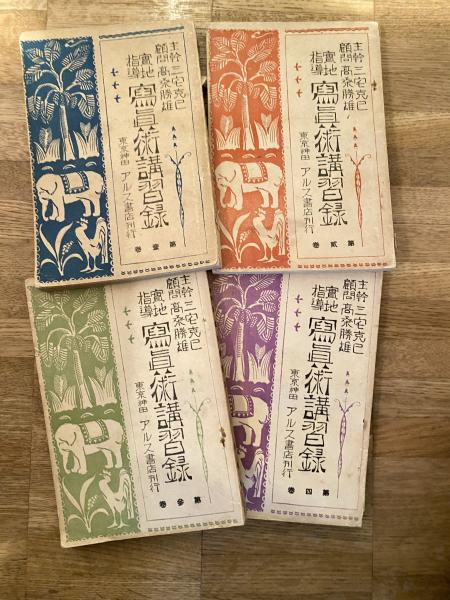 主幹三宅克己
顧問高桑勝雄
實地指導
寫眞術講習録
東京神田 アルス書店刊行
第壹巻
主幹三宅克己
顧問高桑勝雄
實地指導
寫眞術講習録
東京神田 アルス書店刊行
第貳巻
主幹三宅克己
顧問高桑勝雄
實地指導
寫眞術講習録
東京神田 アルス書店刊行
第参巻
主幹三宅克己
顧問高桑勝雄
實地指導
寫眞術講習録
東京神田 アルス書店刊行
第四巻